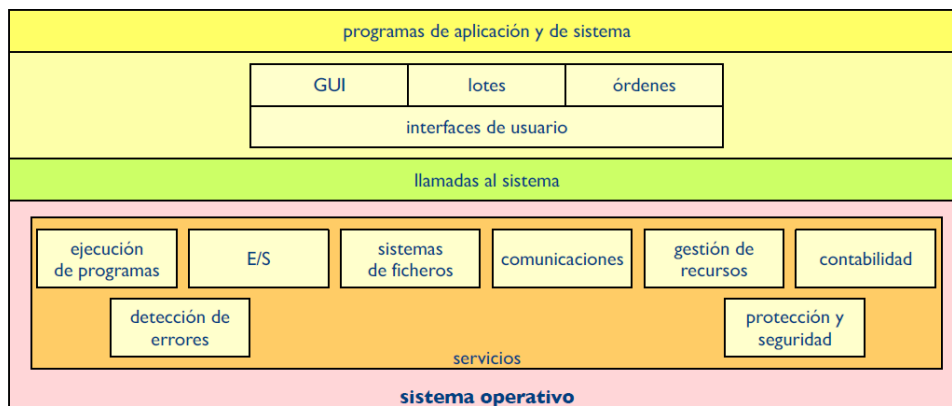 programas de aplicación y de sistema
GUI
lotes
órdenes
interfaces de usuario
llamadas al sistema
ejecución
de programas
E/S
sistemas
de ficheros
comunicaciones
gestión de
recursos
contabilidad
detección de
errores
protección y
seguridad
servicios
sistema operativo